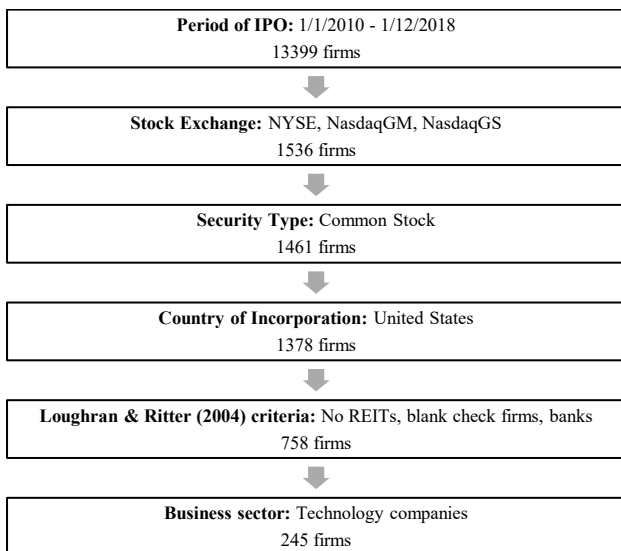 Period of IPO: 1/1/2010 - 1/12/2018
13399 firms
Stock Exchange: NYSE, NasdaqGM, NasdaqGS
1536 firms
Security Type: Common Stock
1461 firms
Country of Incorporation: United States
1378 firms
Loughran & Ritter (2004) criteria: No REITs, blank check firms, banks
758 firms
Business sector: Technology companies
245 firms